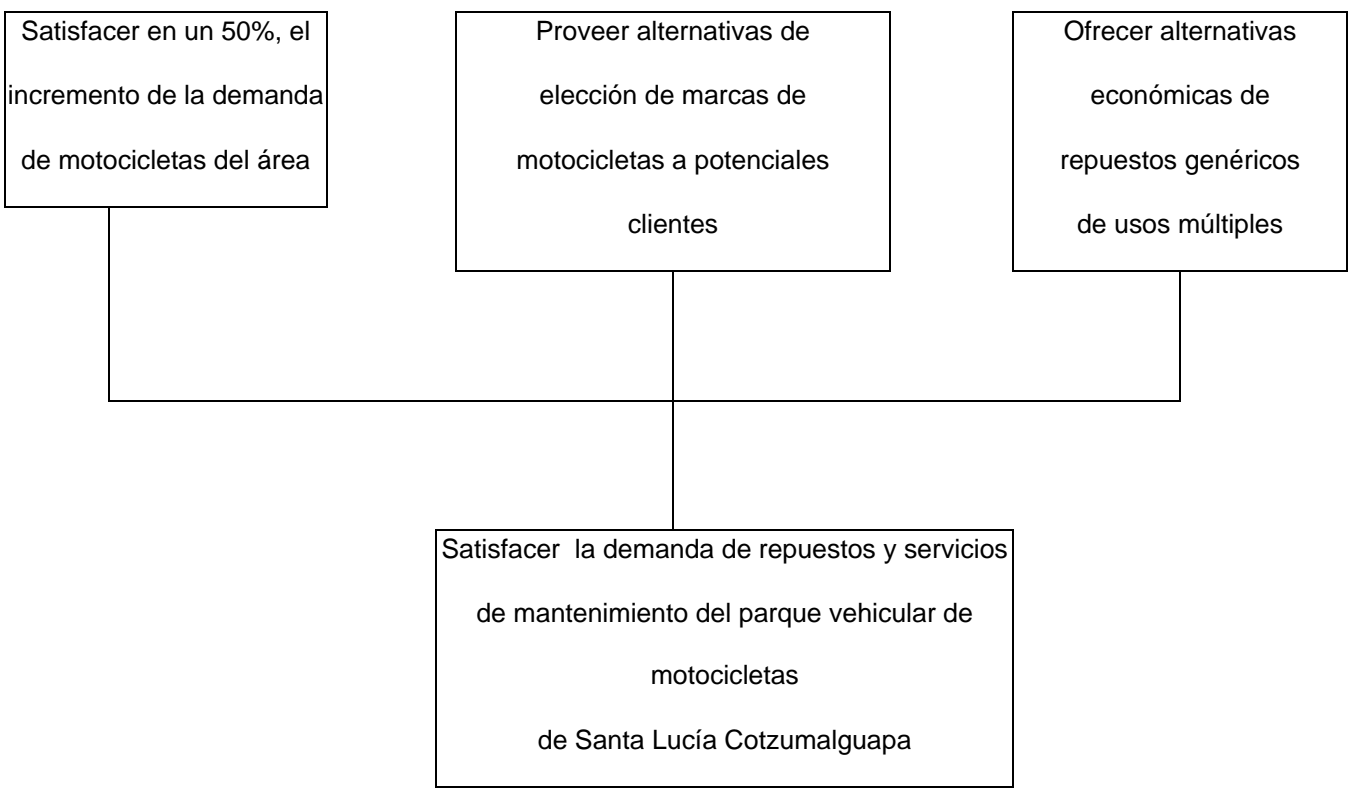 Satisfacer en un 50%, el
incremento de la demanda
de motocicletas del área
Proveer alternativas de
elección de marcas de
motocicletas a potenciales
clientes
Ofrecer alternativas
económicas de
repuestos genéricos
de usos múltiples
Satisfacer  la demanda de repuestos y servicios
de mantenimiento del parque vehicular de
motocicletas
de Santa Lucía Cotzumalguapa